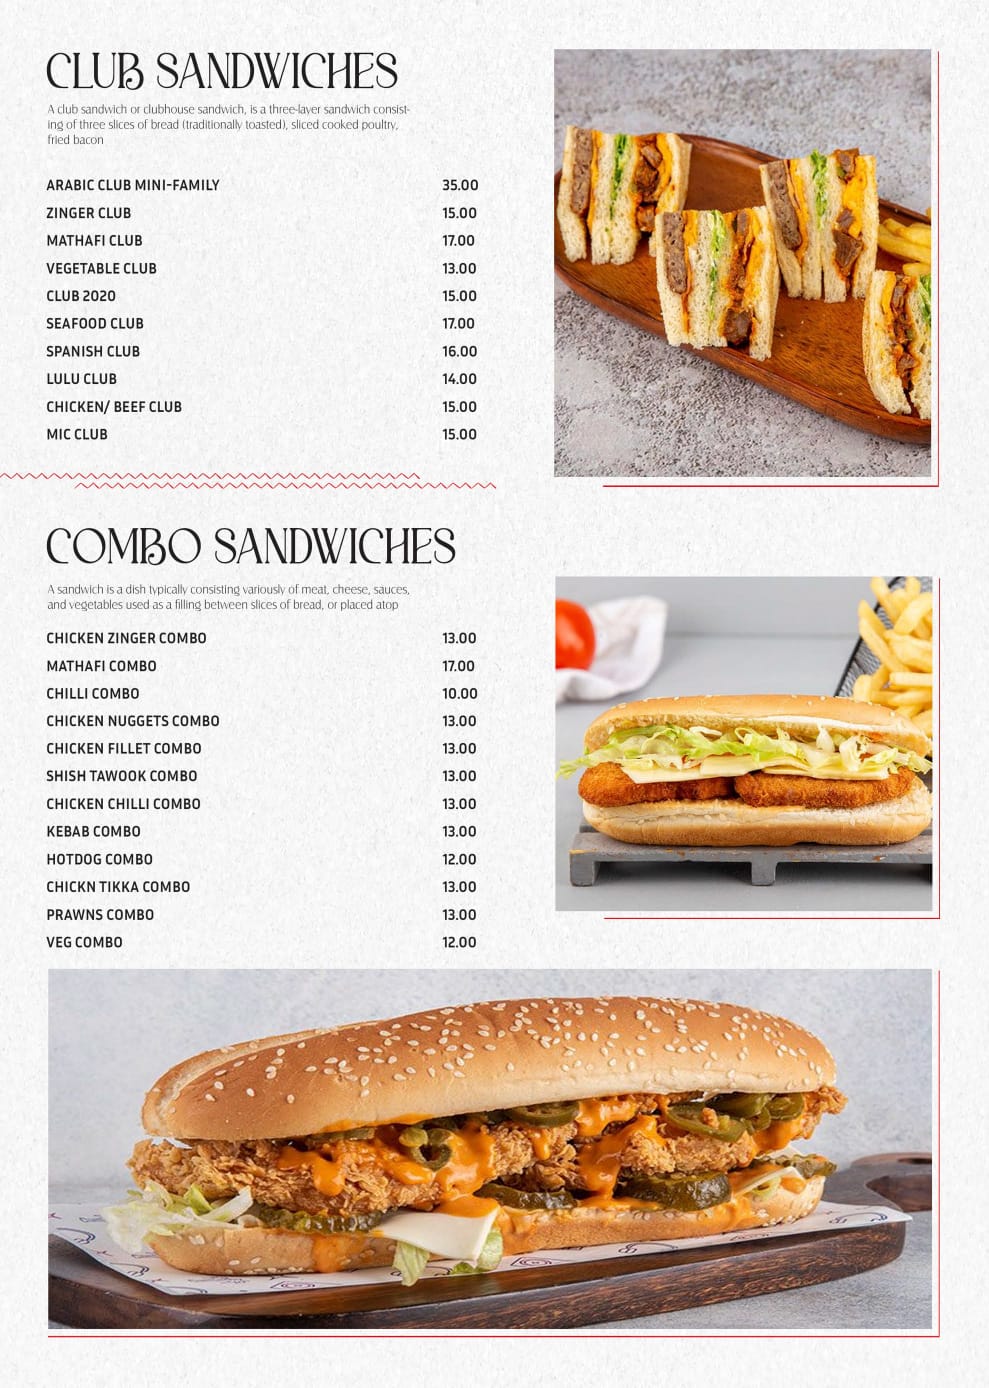 CLUB SANDWICHES
A club sandwich or clubhouse sandwich, is a three-layer sandwich consist-
ing of three slices of bread (traditionally toasted), sliced cooked poultry,
fried bacon
ARABIC CLUB MINI-FAMILY 35.00
ZINGER CLUB 15.00
MATHAFI CLUB 17.00
VEGETABLE CLUB 13.00
CLUB 2020 15.00
SEAFOOD CLUB 17.00
SPANISH CLUB 16.00
LULU CLUB 14.00
CHICKEN/ BEEF CLUB 15.00
MIC CLUB 15.00
COMBO SANDWICHES
A sandwich is a dish typically consisting variously of meat, cheese, sauces,
and vegetables used as a filling between slices of bread, or placed atop
CHICKEN ZINGER COMBO 13.00
MATHAFI COMBO 17.00
CHILLI COMBO 10.00
CHICKEN NUGGETS COMBO 13.00
CHICKEN FILLET COMBO 13.00
SHISH TAWOOK COMBO 13.00
CHICKEN CHILLI COMBO 13.00
KEBAB COMBO 13.00
HOTDOG COMBO 12.00
CHICKN TIKKA COMBO 13.00
PRAWNS COMBO 13.00
VEG COMBO 12.00